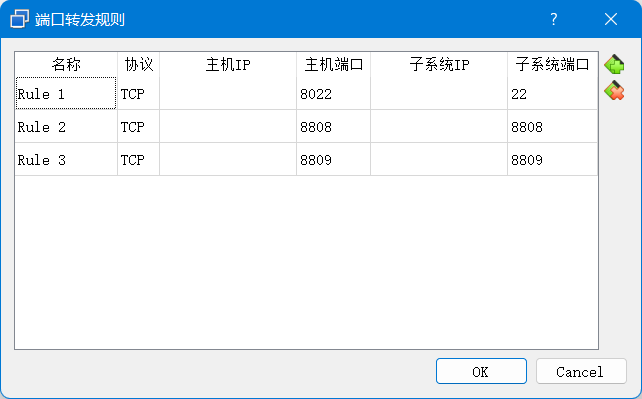 端口转发规则
名称 协议 主机IP 主机端口 子系统IP 子系统端口
Rule 1 TCP 8022 22
Rule 2 TCP 8808 8808
Rule 3 TCP 8809 8809
OK Cancel